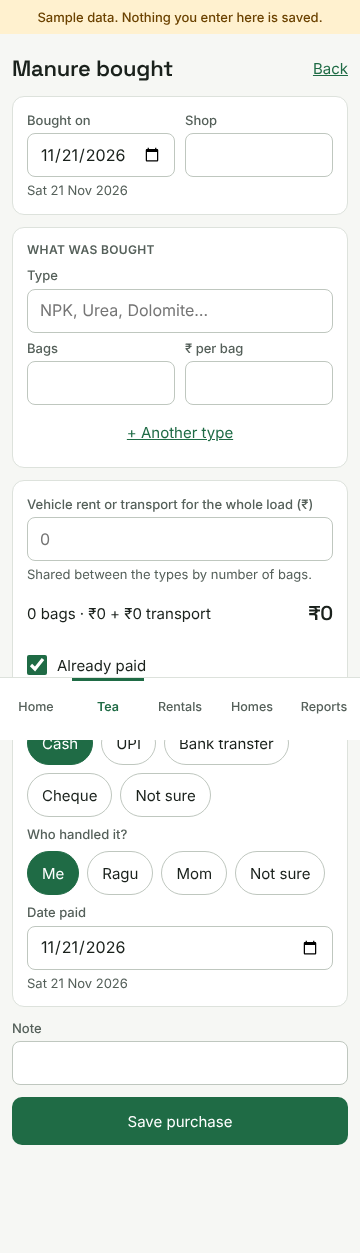 Sample data. Nothing you enter here is saved.
Manure bought Back
Bought on Shop
11/21/2026
Sat 21 Nov 2026
WHAT WAS BOUGHT
Type
NPK, Urea, Dolomite...
Bags ₹ per bag
+ Another type
Vehicle rent or transport for the whole load (₹)
0
Shared between the types by number of bags.
0 bags · ₹0 + ₹0 transport ₹0
Already paid
Home Tea Rentals Homes Reports
Cash UPI Bank transfer
Cheque Not sure
Who handled it?
Me Ragu Mom Not sure
Date paid
11/21/2026
Sat 21 Nov 2026
Note
Save purchase